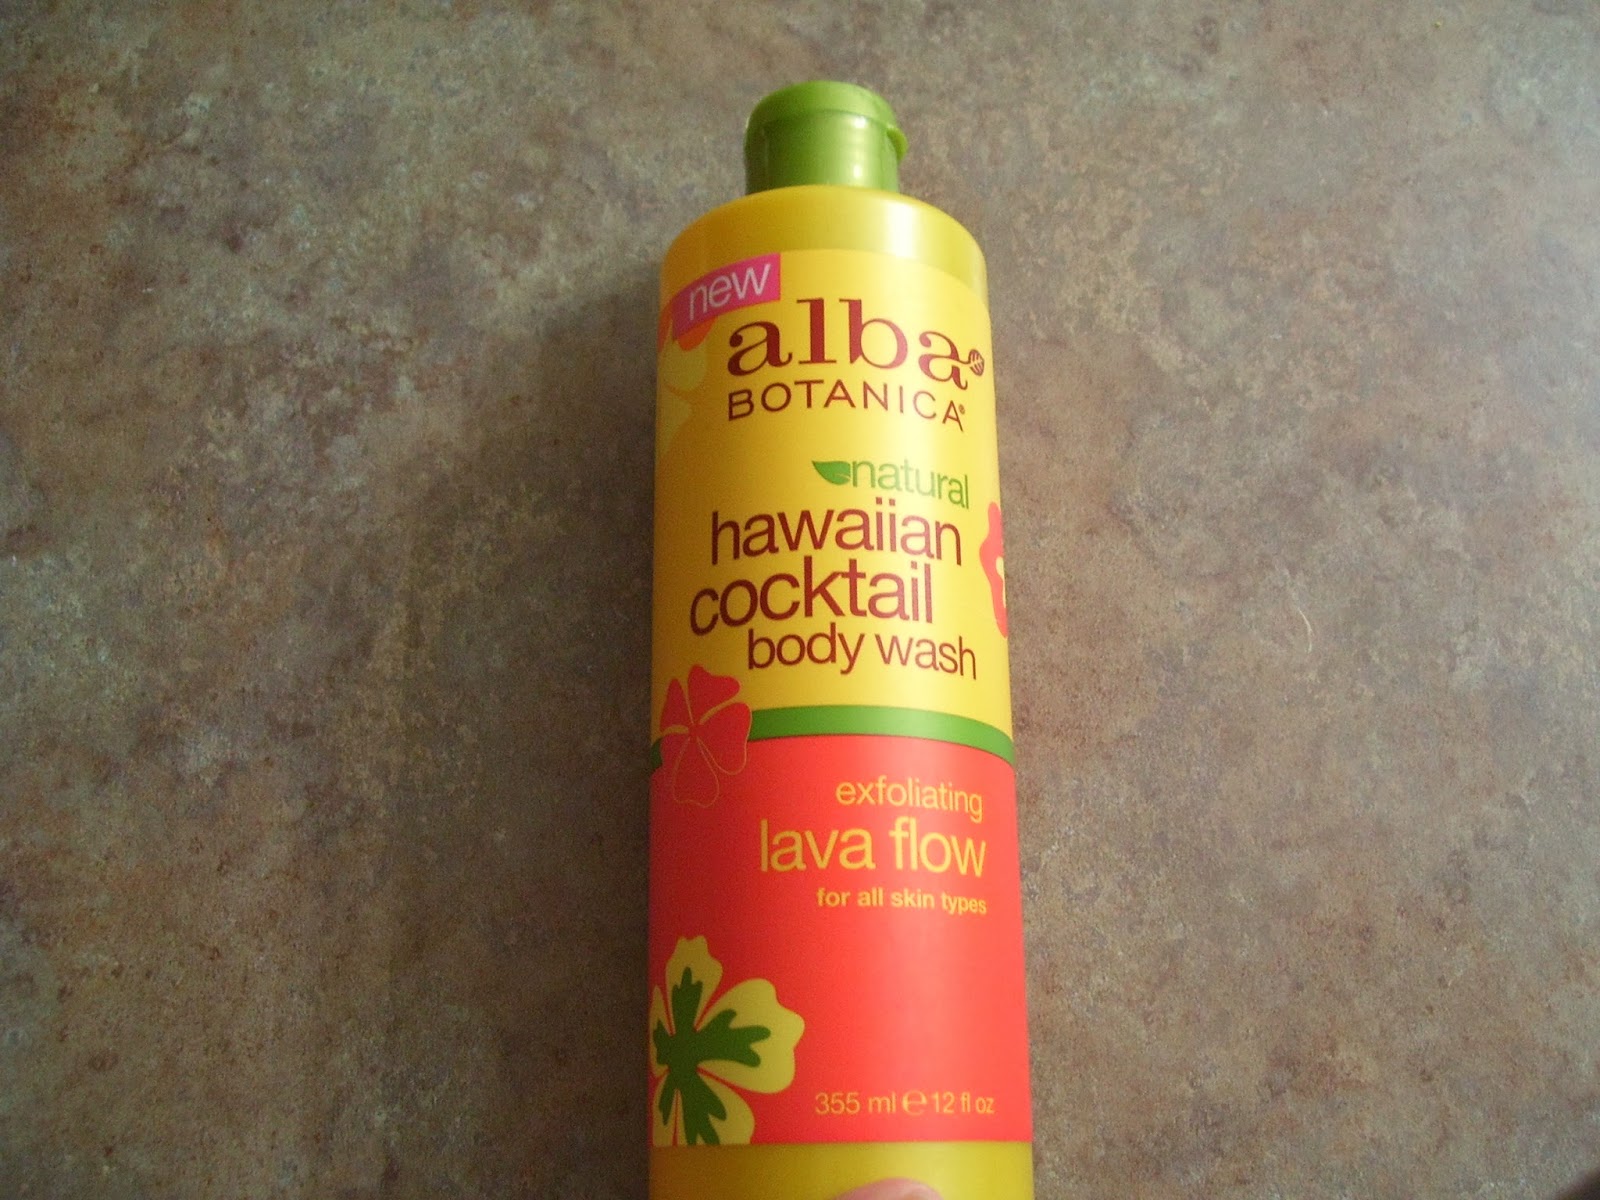 new
alba
BOTANICA®
natural
hawaiian
cocktail
body wash
exfoliating
lava flow
for all skin types
355 ml ℮ 12 fl oz